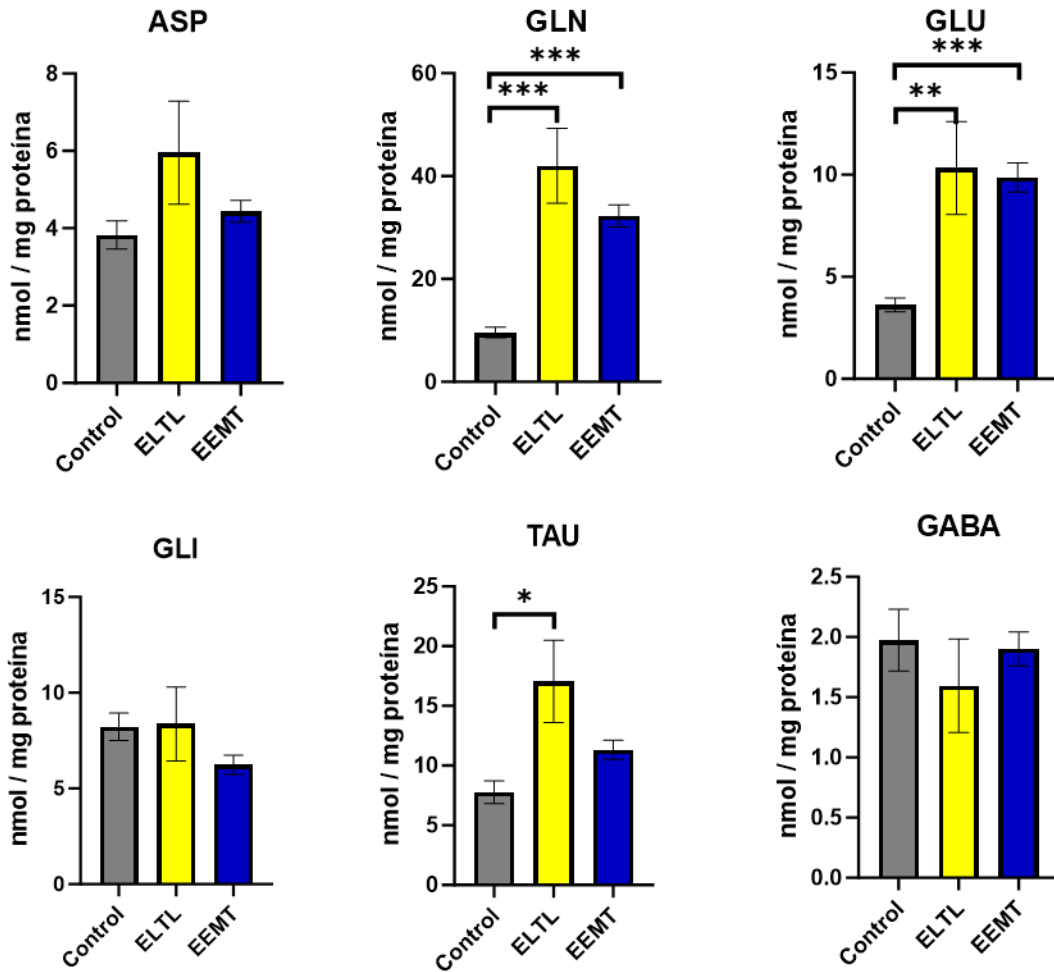 ASP
nmol / mg proteína
8
6
4
2
0
Control
ELTL
EEMT
GLN
nmol / mg proteína
60
40
20
0
***
***
Control
ELTL
EEMT
GLU
nmol / mg proteína
15
10
5
0
***
**
Control
ELTL
EEMT
GLI
nmol / mg proteína
15
10
5
0
Control
ELTL
EEMT
TAU
nmol / mg proteína
25
20
15
10
5
0
*
Control
ELTL
EEMT
GABA
nmol / mg proteína
2.5
2.0
1.5
1.0
0.5
0.0
Control
ELTL
EEMT